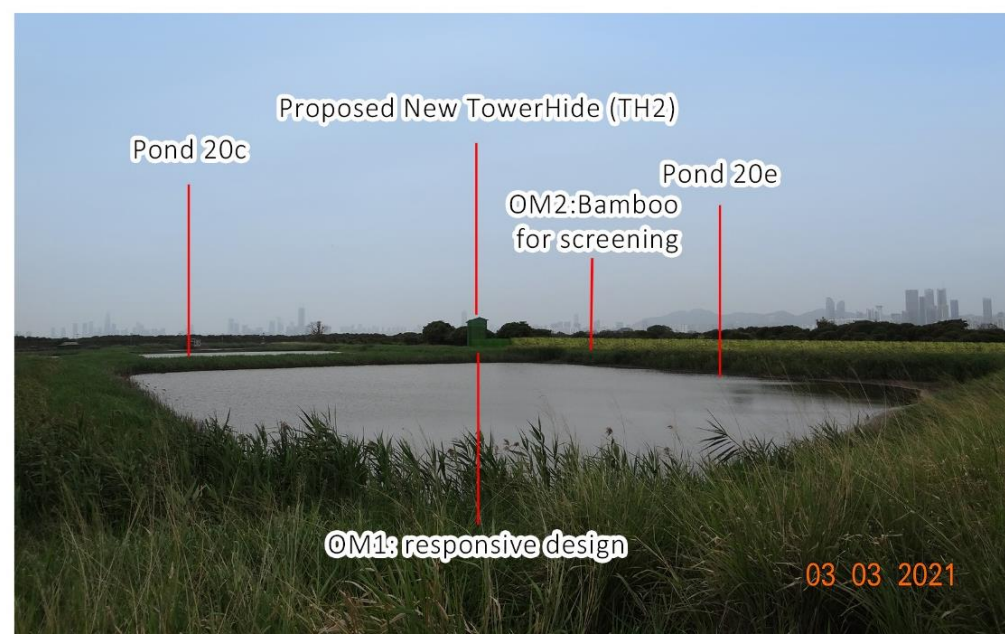 Proposed New TowerHide (TH2)
Pond 20c
Pond 20e
OM2:Bamboo
for screening
OM1: responsive design
03 03 2021